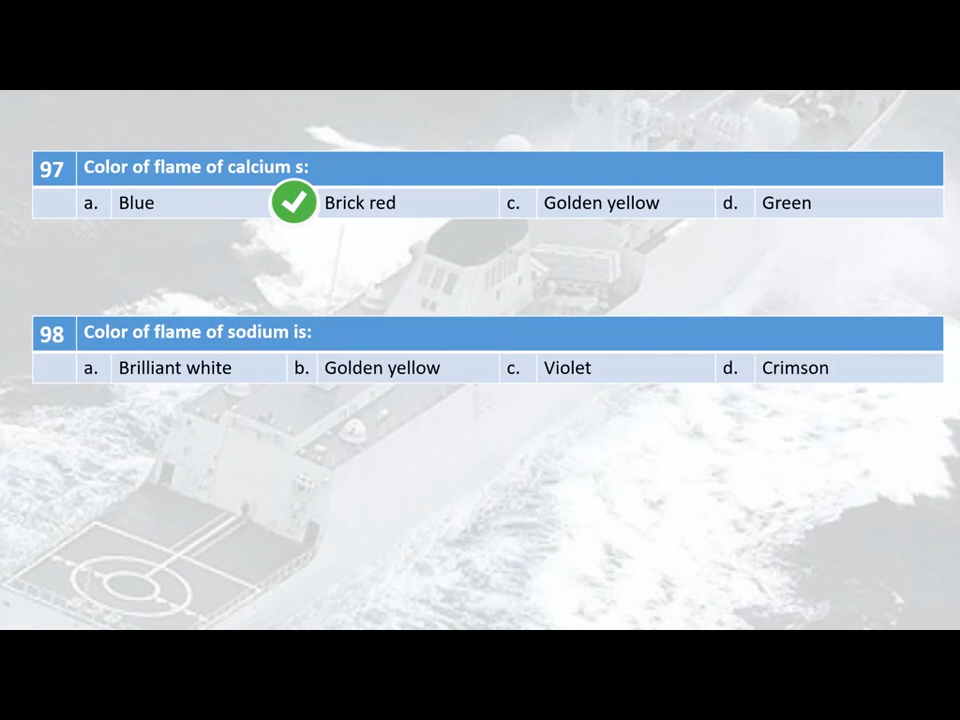 97 Color of flame of calcium s:
a. Blue Brick red c. Golden yellow d. Green
98 Color of flame of sodium is:
a. Brilliant white b. Golden yellow c. Violet d. Crimson